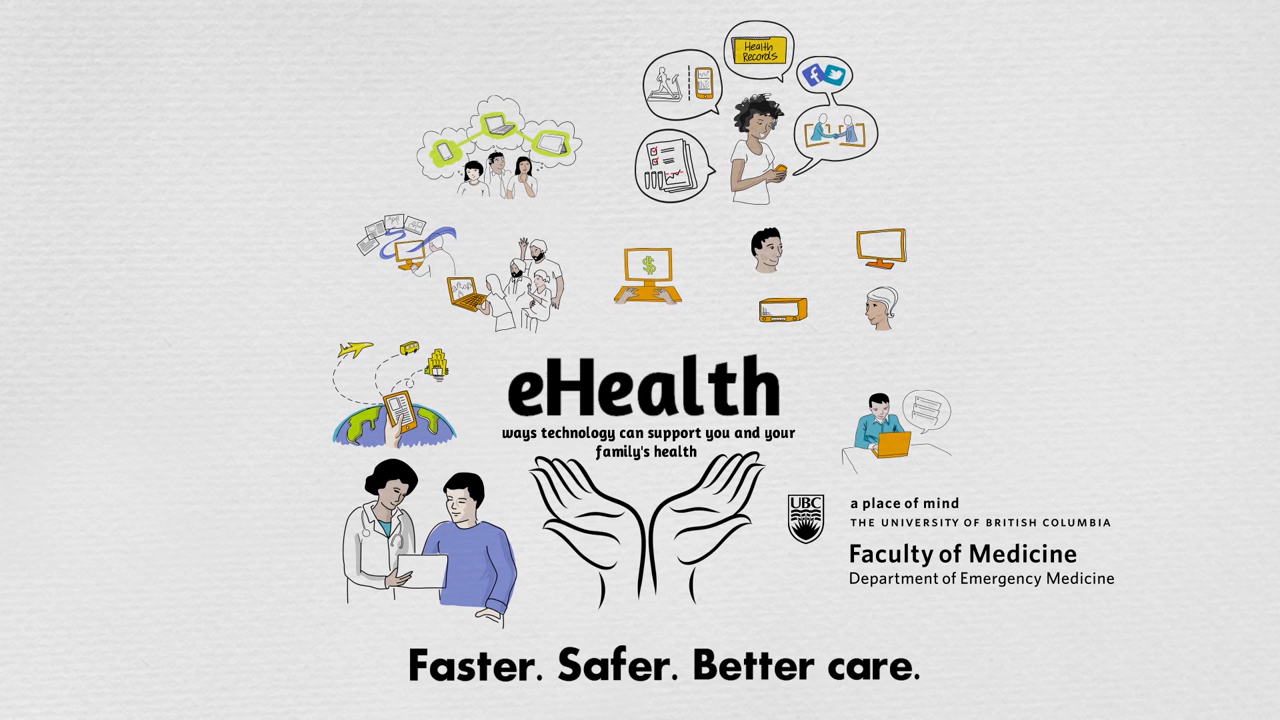 Health
Records
$
eHealth
ways technology can support you and your
family's health
UBC
a place of mind
THE UNIVERSITY OF BRITISH COLUMBIA
Faculty of Medicine
Department of Emergency Medicine
Faster. Safer. Better care.